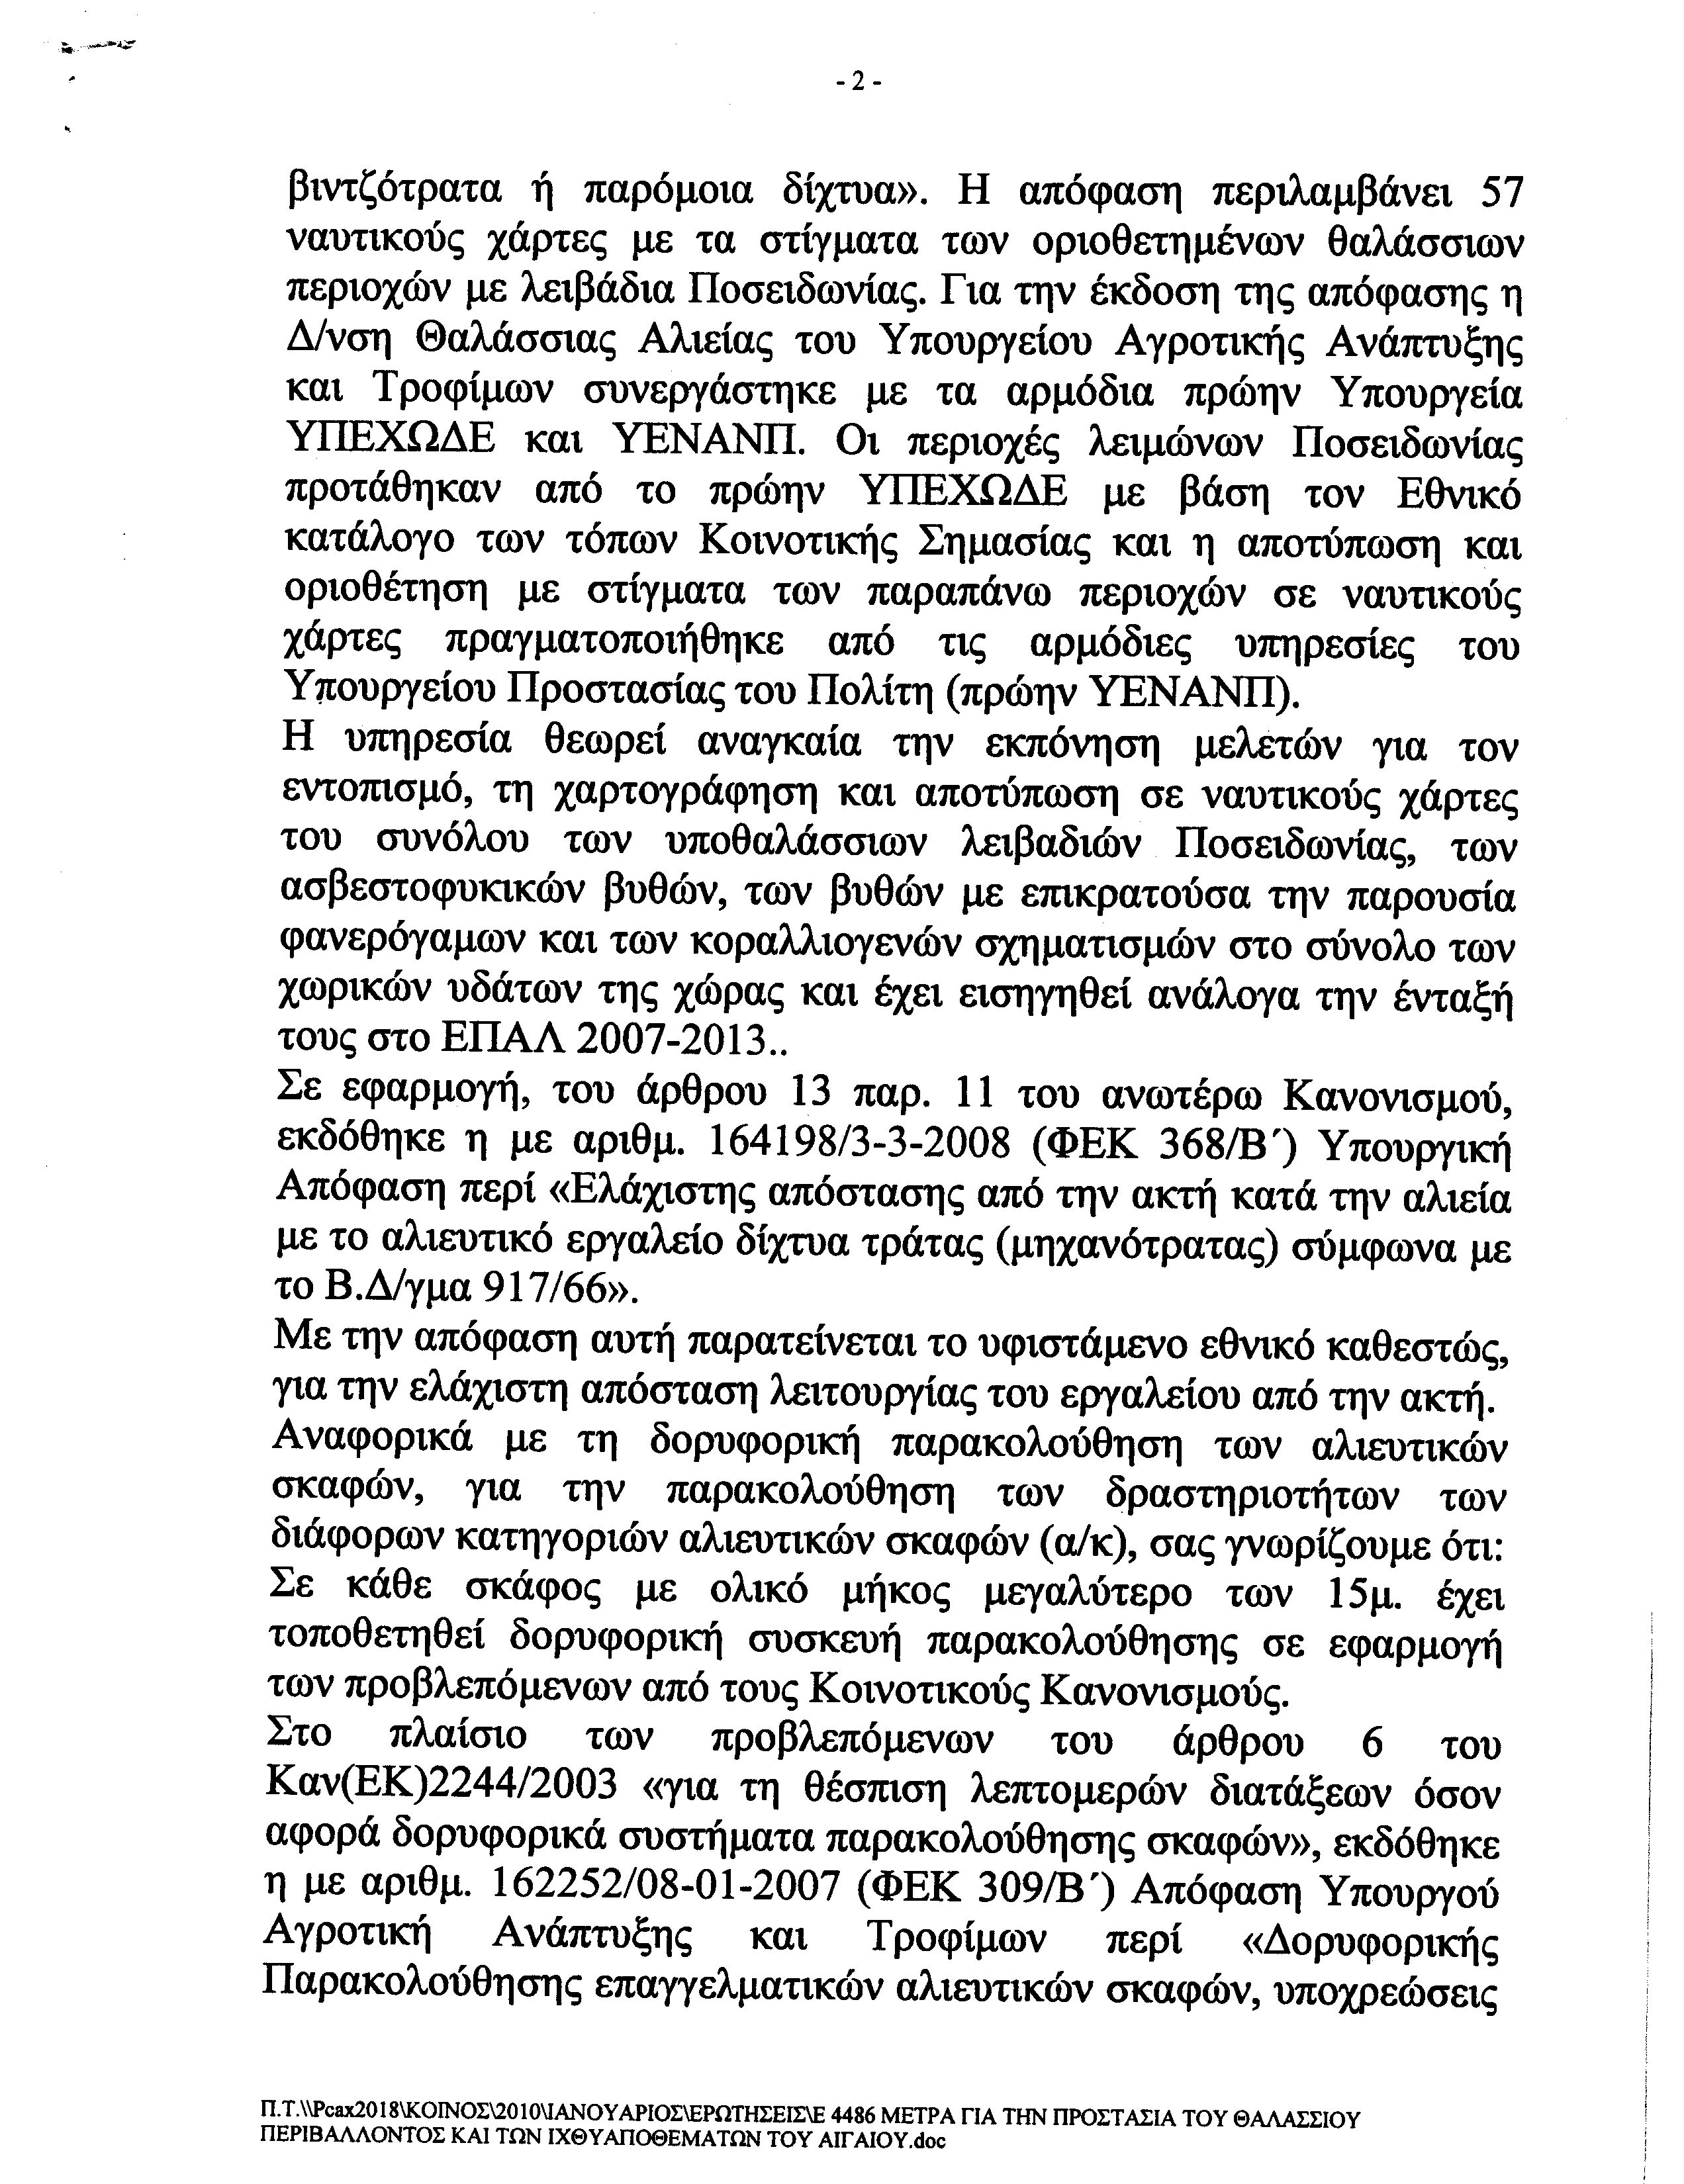 - 2 -
βιντζότρατα ή παρόμοια δίχτυα». Η απόφαση περιλαμβάνει 57
ναυτικούς χάρτες με τα στίγματα των οριοθετημένων θαλάσσιων
περιοχών με λειβάδια Ποσειδωνίας. Για την έκδοση της απόφασης η
Δ/νση Θαλάσσιας Αλιείας του Υπουργείου Αγροτικής Ανάπτυξης
και Τροφίμων συνεργάστηκε με τα αρμόδια πρώην Υπουργεία
ΥΠΕΧΩΔΕ και ΥΕΝΑΝΠ. Οι περιοχές λειμώνων Ποσειδωνίας
προτάθηκαν από το πρώην ΥΠΕΧΩΔΕ με βάση τον Εθνικό
κατάλογο των τόπων Κοινοτικής Σημασίας και η αποτύπωση και
οριοθέτηση με στίγματα των παραπάνω περιοχών σε ναυτικούς
χάρτες πραγματοποιήθηκε από τις αρμόδιες υπηρεσίες του
Υπουργείου Προστασίας του Πολίτη (πρώην ΥΕΝΑΝΠ).
Η υπηρεσία θεωρεί αναγκαία την εκπόνηση μελετών για τον
εντοπισμό, τη χαρτογράφηση και αποτύπωση σε ναυτικούς χάρτες
του συνόλου των υποθαλάσσιων λειβαδιών Ποσειδωνίας, των
ασβεστοφυκικών βυθών, των βυθών με επικρατούσα την παρουσία
φανερόγαμων και των κοραλλιογενών σχηματισμών στο σύνολο των
χωρικών υδάτων της χώρας και έχει εισηγηθεί ανάλογα την ένταξή
τους στο ΕΠΑΛ 2007-2013..
Σε εφαρμογή, του άρθρου 13 παρ. 11 του ανωτέρω Κανονισμού,
εκδόθηκε η με αριθμ. 164198/3-3-2008 (ΦΕΚ 368/Β΄) Υπουργική
Απόφαση περί «Ελάχιστης απόστασης από την ακτή κατά την αλιεία
με το αλιευτικό εργαλείο δίχτυα τράτας (μηχανότρατας) σύμφωνα με
το Β.Δ/γμα 917/66».
Με την απόφαση αυτή παρατείνεται το υφιστάμενο εθνικό καθεστώς,
για την ελάχιστη απόσταση λειτουργίας του εργαλείου από την ακτή.
Αναφορικά με τη δορυφορική παρακολούθηση των αλιευτικών
σκαφών, για την παρακολούθηση των δραστηριοτήτων των
διάφορων κατηγοριών αλιευτικών σκαφών (α/κ), σας γνωρίζουμε ότι:
Σε κάθε σκάφος με ολικό μήκος μεγαλύτερο των 15μ. έχει
τοποθετηθεί δορυφορική συσκευή παρακολούθησης σε εφαρμογή
των προβλεπόμενων από τους Κοινοτικούς Κανονισμούς.
Στο πλαίσιο των προβλεπόμενων του άρθρου 6 του
Καν(ΕΚ)2244/2003 «για τη θέσπιση λεπτομερών διατάξεων όσον
αφορά δορυφορικά συστήματα παρακολούθησης σκαφών», εκδόθηκε
η με αριθμ. 162252/08-01-2007 (ΦΕΚ 309/Β΄) Απόφαση Υπουργού
Αγροτική Ανάπτυξης και Τροφίμων περί «Δορυφορικής
Παρακολούθησης επαγγελματικών αλιευτικών σκαφών, υποχρεώσεις
Π.Τ.\\Pcax2018\ΚΟΙΝΟΣ\2010\ΙΑΝΟΥΑΡΙΟΣ\ΕΡΩΤΗΣΕΙΣ\Ε 4486 ΜΕΤΡΑ ΓΙΑ ΤΗΝ ΠΡΟΣΤΑΣΙΑ ΤΟΥ ΘΑΛΑΣΣΙΟΥ
ΠΕΡΙΒΑΛΛΟΝΤΟΣ ΚΑΙ ΤΩΝ ΙΧΘΥΑΠΟΘΕΜΑΤΩΝ ΤΟΥ ΑΙΓΑΙΟΥ.doc